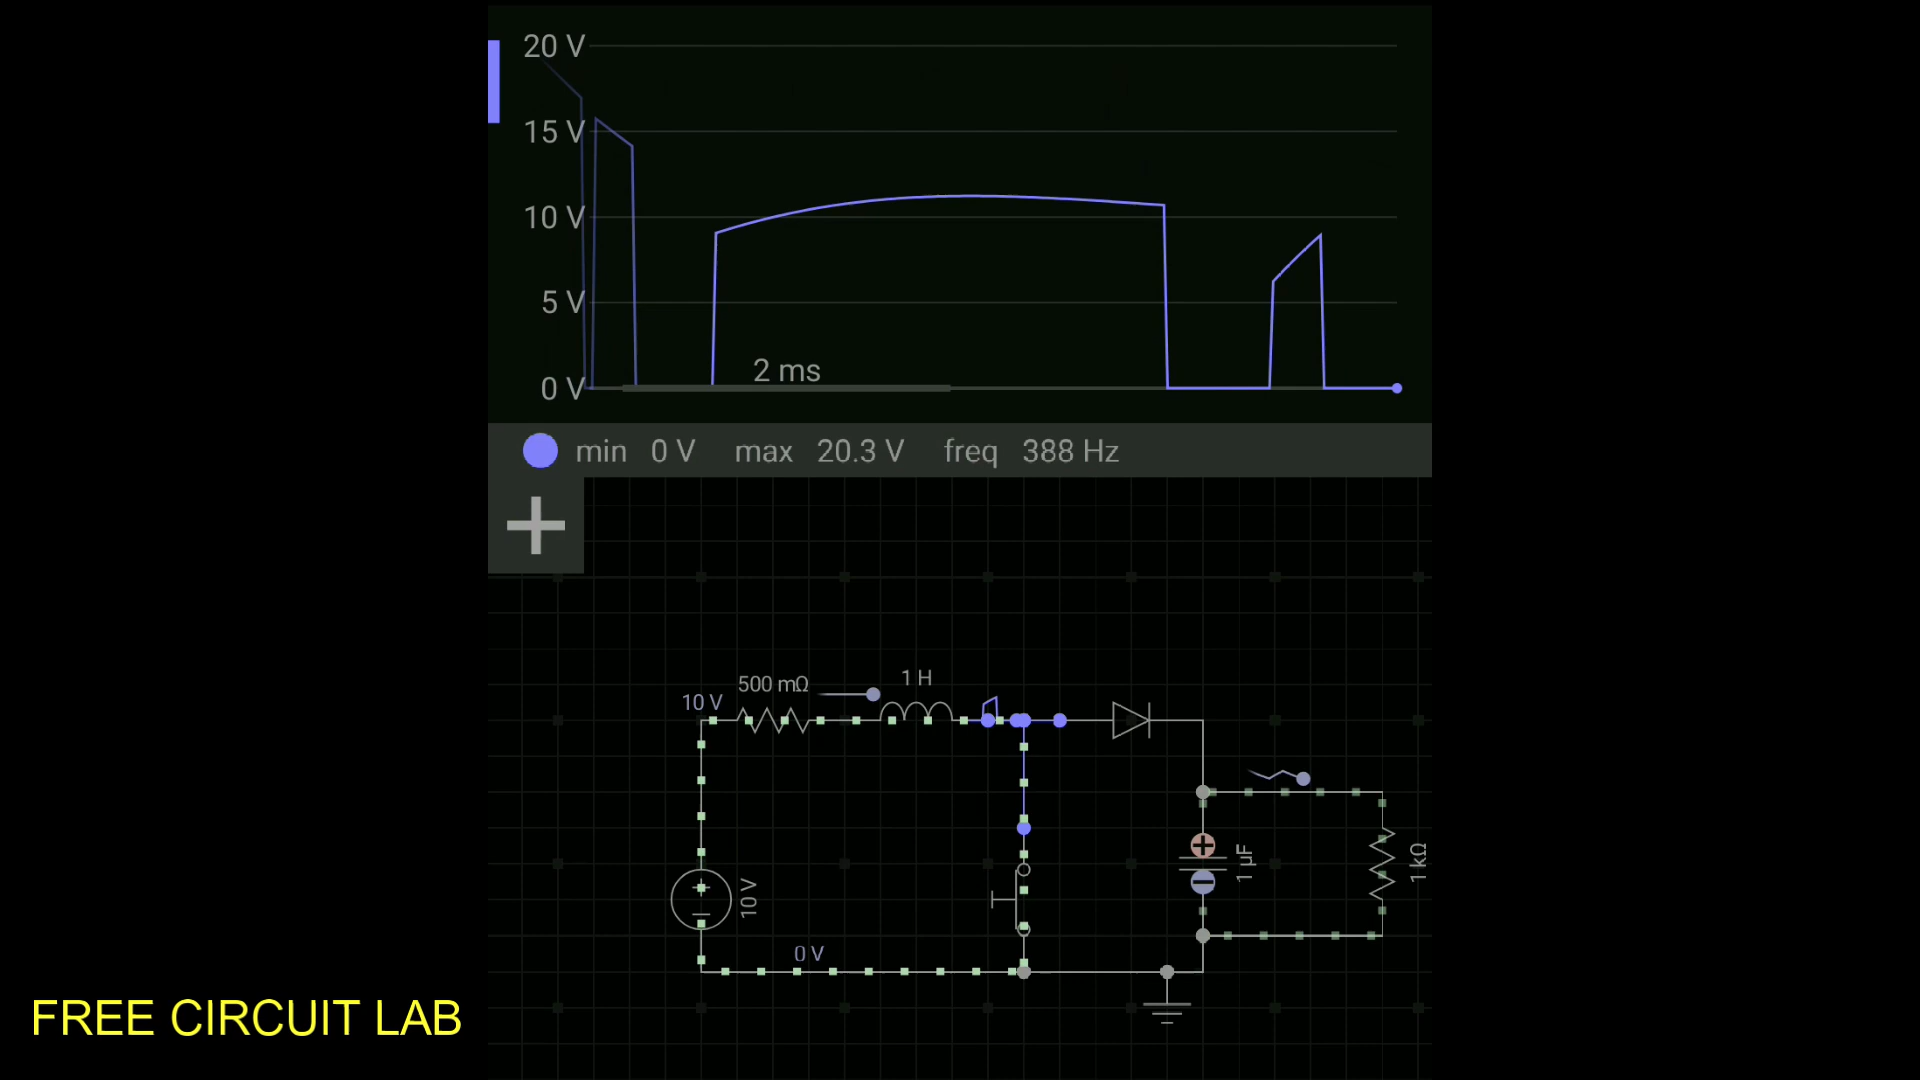 20 V
15 V
10 V
5 V
0 V
2 ms
min 0 V max 20.3 V freq 388 Hz
1 H
500 mΩ
10 V
1 µF
1 kΩ
10 V
0 V
FREE CIRCUIT LAB